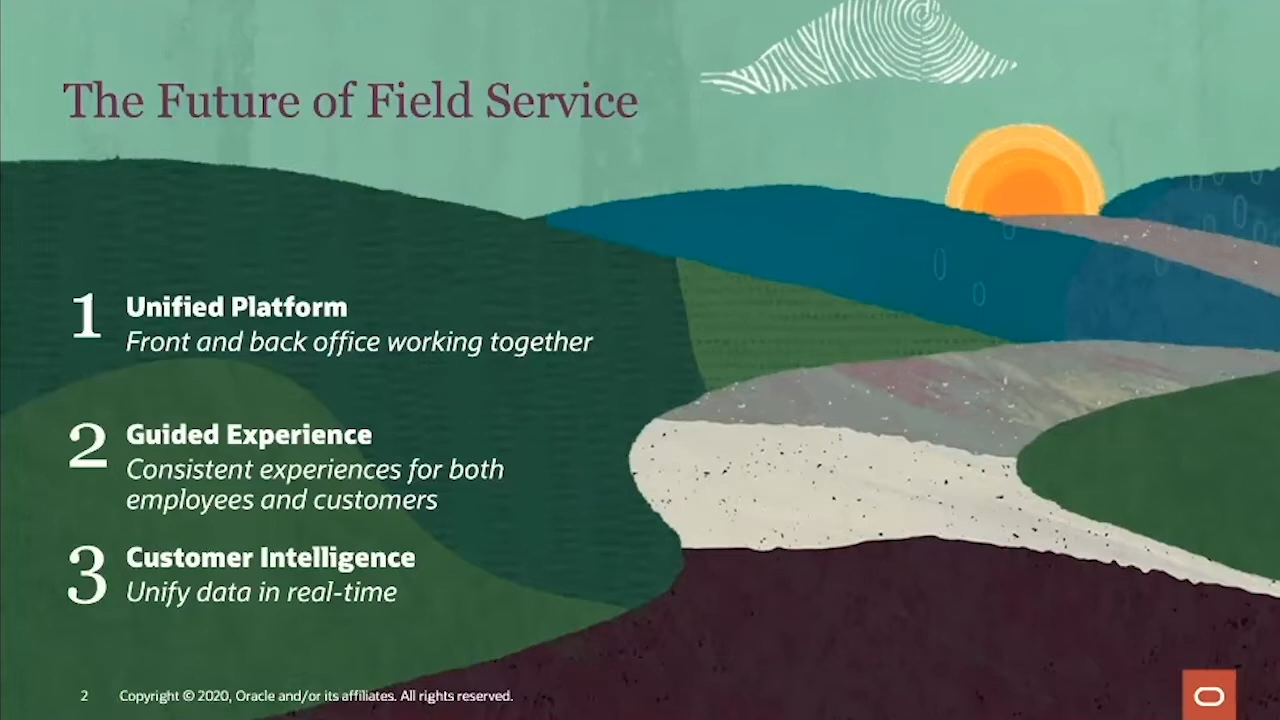 The Future of Field Service
1 Unified Platform
Front and back office working together
2 Guided Experience
Consistent experiences for both
employees and customers
3 Customer Intelligence
Unify data in real-time
2 Copyright © 2020, Oracle and/or its affiliates. All rights reserved.